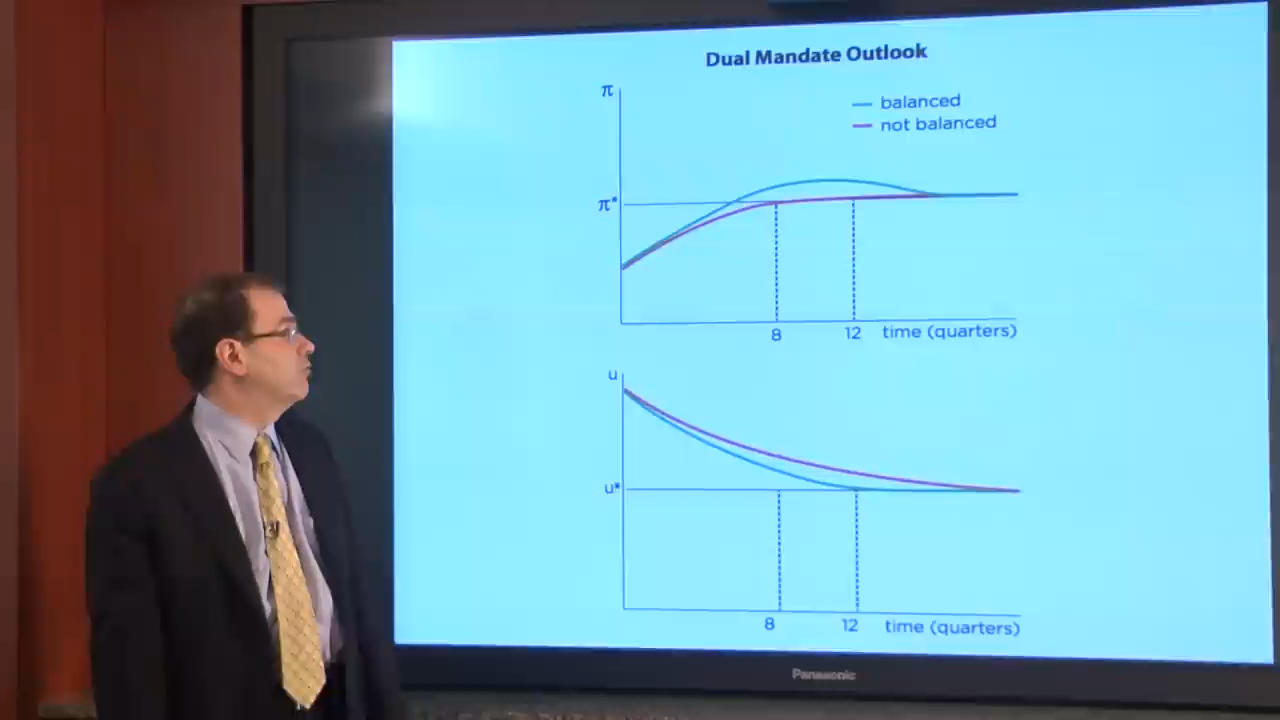 Dual Mandate Outlook
π
balanced
not balanced
π*
8
12
time (quarters)
u
u*
8
12
time (quarters)
Panasonic